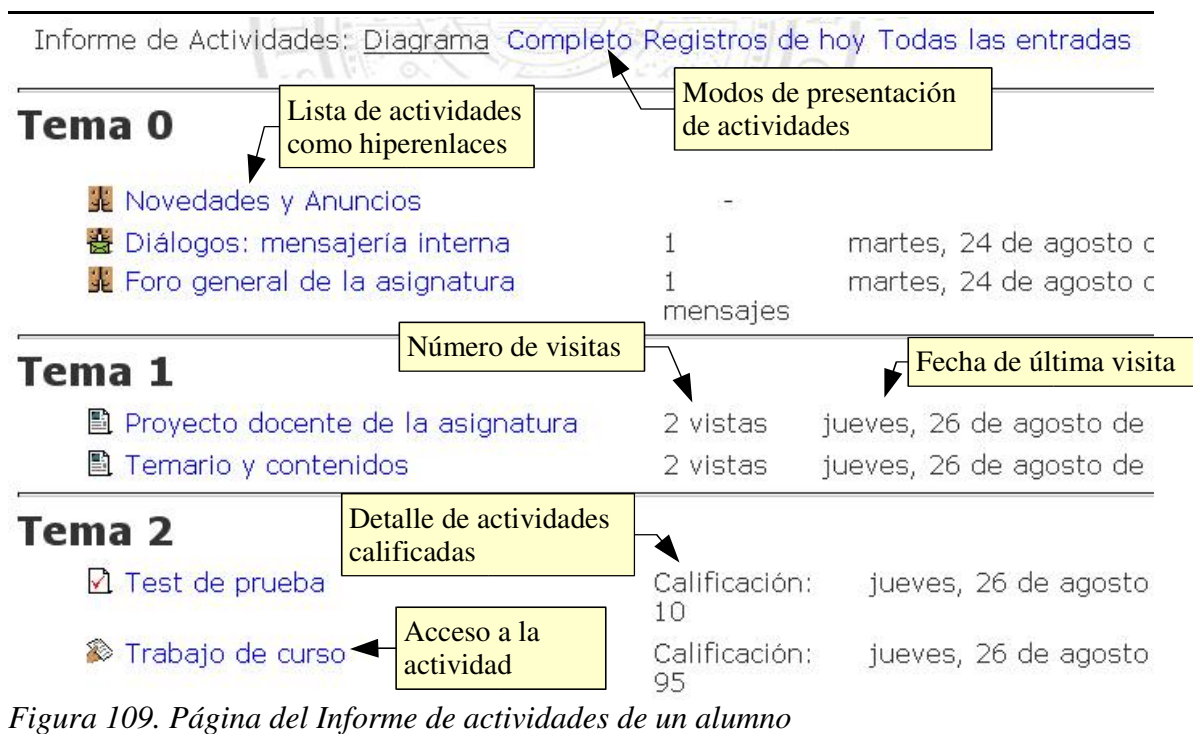 Informe de Actividades: Diagrama Completo Registros de hoy Todas las entradas
Modos de presentación
de actividades
Lista de actividades
como hiperenlaces
Tema 0
Novedades y Anuncios -
Diálogos: mensajería interna 1 martes, 24 de agosto
Foro general de la asignatura 1 martes, 24 de agosto
mensajes
Número de visitas
Fecha de última visita
Tema 1
Proyecto docente de la asignatura 2 vistas jueves, 26 de agosto de
Temario y contenidos 2 vistas jueves, 26 de agosto de
Detalle de actividades
calificadas
Tema 2
Test de prueba Calificación: jueves, 26 de agosto
10
Acceso a la
actividad
Trabajo de curso Calificación: jueves, 26 de agosto
95
Figura 109. Página del Informe de actividades de un alumno